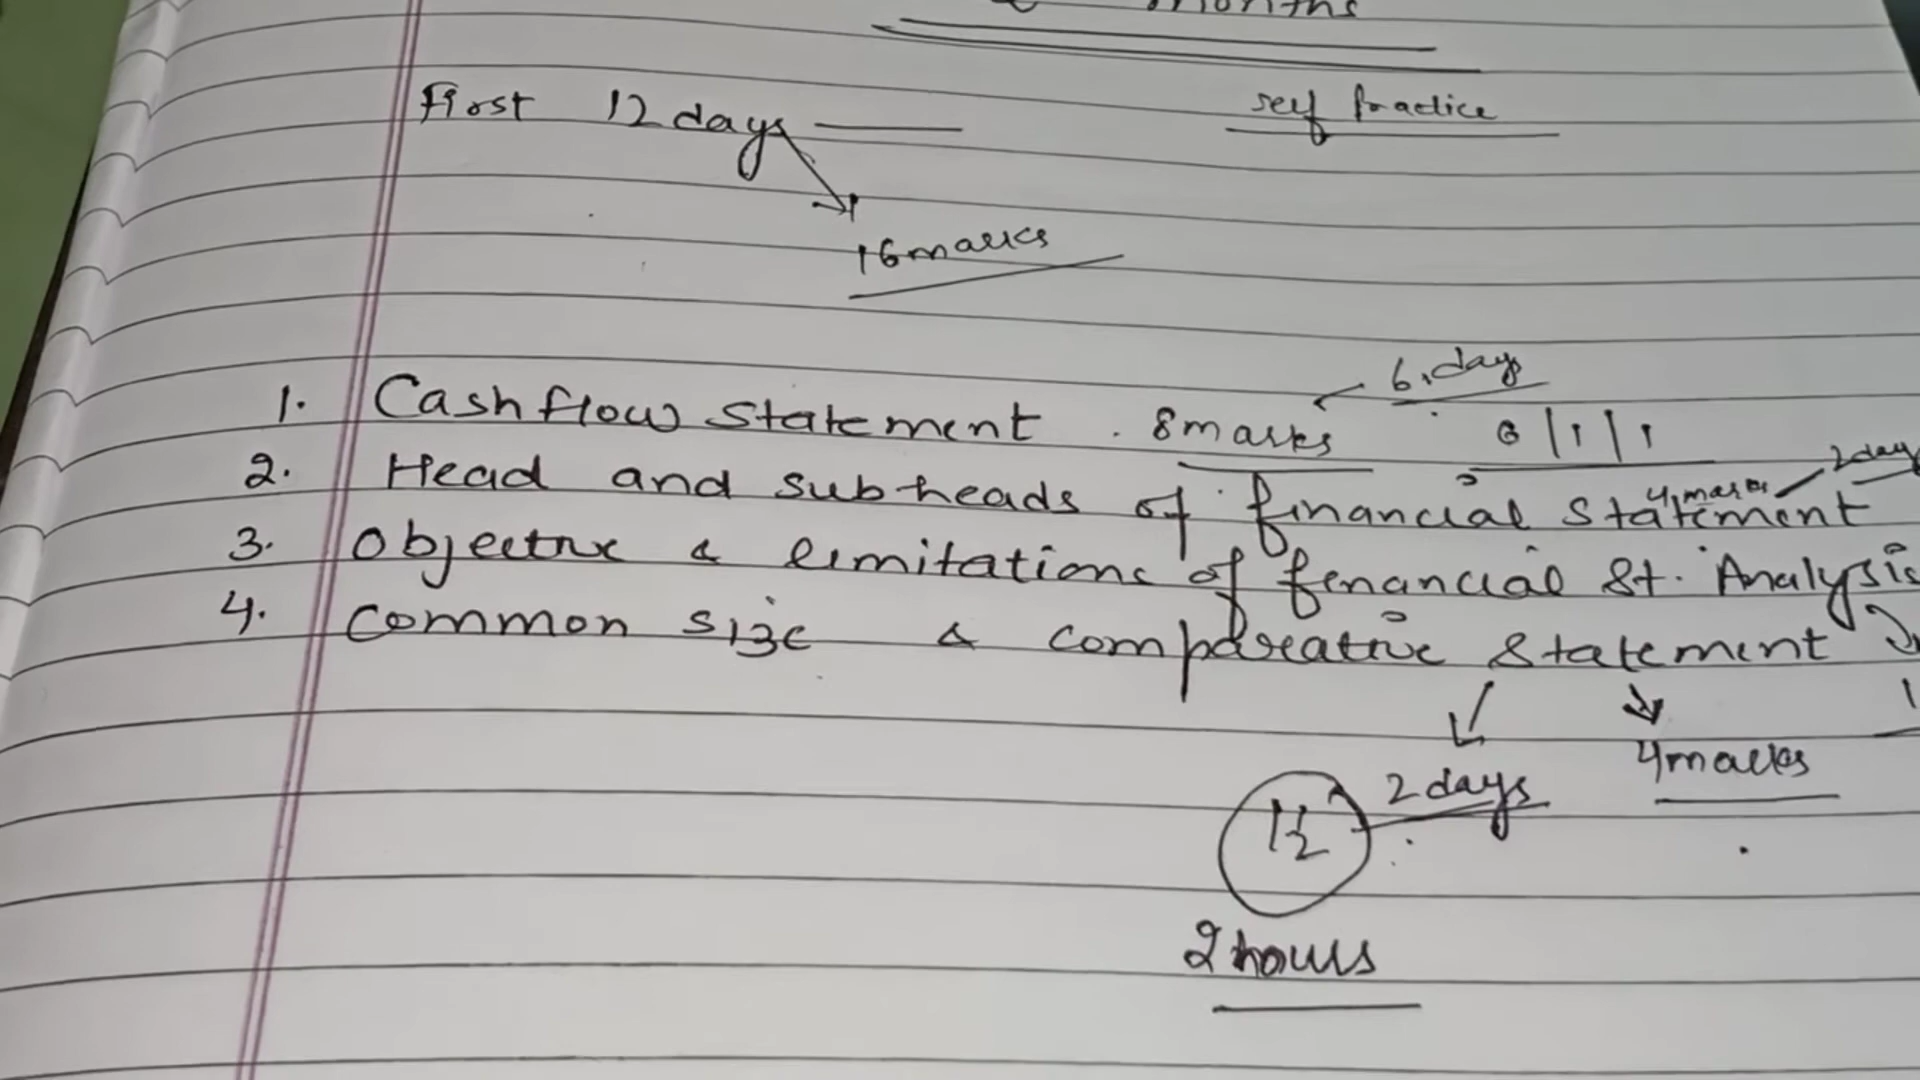 Months
First 12 days
self Practice
16 marks
6. days
1. Cashflow Statement . 8 marks
6 | 1 | 1
2. Head and subheads of financial statement
4 marks
2 day
3. Objective & limitations of financial St. Analysis
4. Common size & comparative statement
2 days
4 marks
1½
2 hours